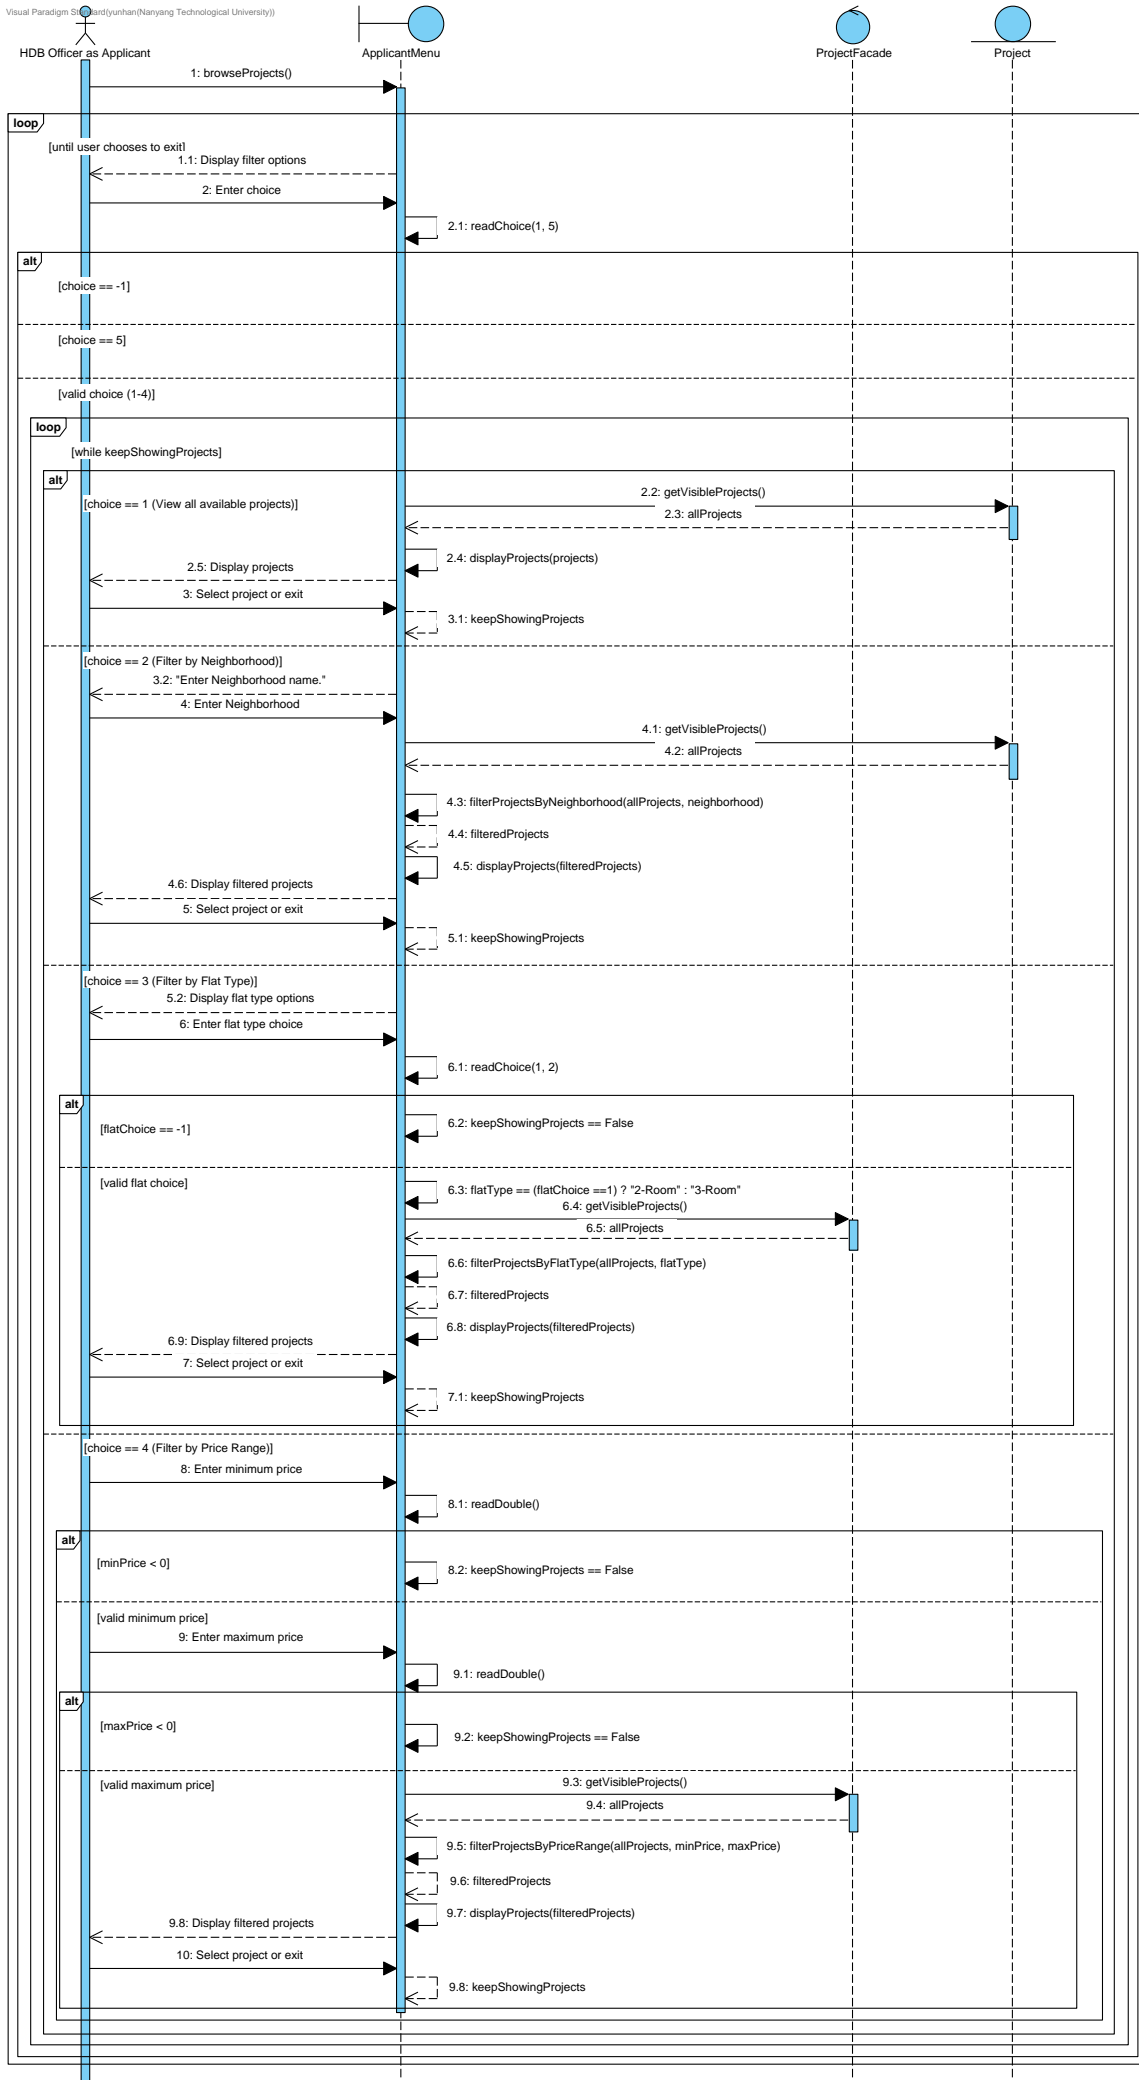 Visual Paradigm Standard(yunhan(Nanyang Technological University))
HDB Officer as Applicant
ApplicantMenu
ProjectFacade
Project
1: browseProjects()
loop
[until user chooses to exit]
1.1: Display filter options
2: Enter choice
2.1: readChoice(1, 5)
alt
[choice == -1]
[choice == 5]
[valid choice (1-4)]
loop
[while keepShowingProjects]
alt
[choice == 1 (View all available projects)]
2.2: getVisibleProjects()
2.3: allProjects
2.4: displayProjects(projects)
2.5: Display projects
3: Select project or exit
3.1: keepShowingProjects
[choice == 2 (Filter by Neighborhood)]
3.2: "Enter Neighborhood name."
4: Enter Neighborhood
4.1: getVisibleProjects()
4.2: allProjects
4.3: filterProjectsByNeighborhood(allProjects, neighborhood)
4.4: filteredProjects
4.5: displayProjects(filteredProjects)
4.6: Display filtered projects
5: Select project or exit
5.1: keepShowingProjects
[choice == 3 (Filter by Flat Type)]
5.2: Display flat type options
6: Enter flat type choice
6.1: readChoice(1, 2)
alt
[flatChoice == -1]
6.2: keepShowingProjects == False
[valid flat choice]
6.3: flatType == (flatChoice ==1) ? "2-Room" : "3-Room"
6.4: getVisibleProjects()
6.5: allProjects
6.6: filterProjectsByFlatType(allProjects, flatType)
6.7: filteredProjects
6.8: displayProjects(filteredProjects)
6.9: Display filtered projects
7: Select project or exit
7.1: keepShowingProjects
[choice == 4 (Filter by Price Range)]
8: Enter minimum price
8.1: readDouble()
alt
[minPrice < 0]
8.2: keepShowingProjects == False
[valid minimum price]
9: Enter maximum price
9.1: readDouble()
alt
[maxPrice < 0]
9.2: keepShowingProjects == False
[valid maximum price]
9.3: getVisibleProjects()
9.4: allProjects
9.5: filterProjectsByPriceRange(allProjects, minPrice, maxPrice)
9.6: filteredProjects
9.7: displayProjects(filteredProjects)
9.8: Display filtered projects
10: Select project or exit
9.8: keepShowingProjects